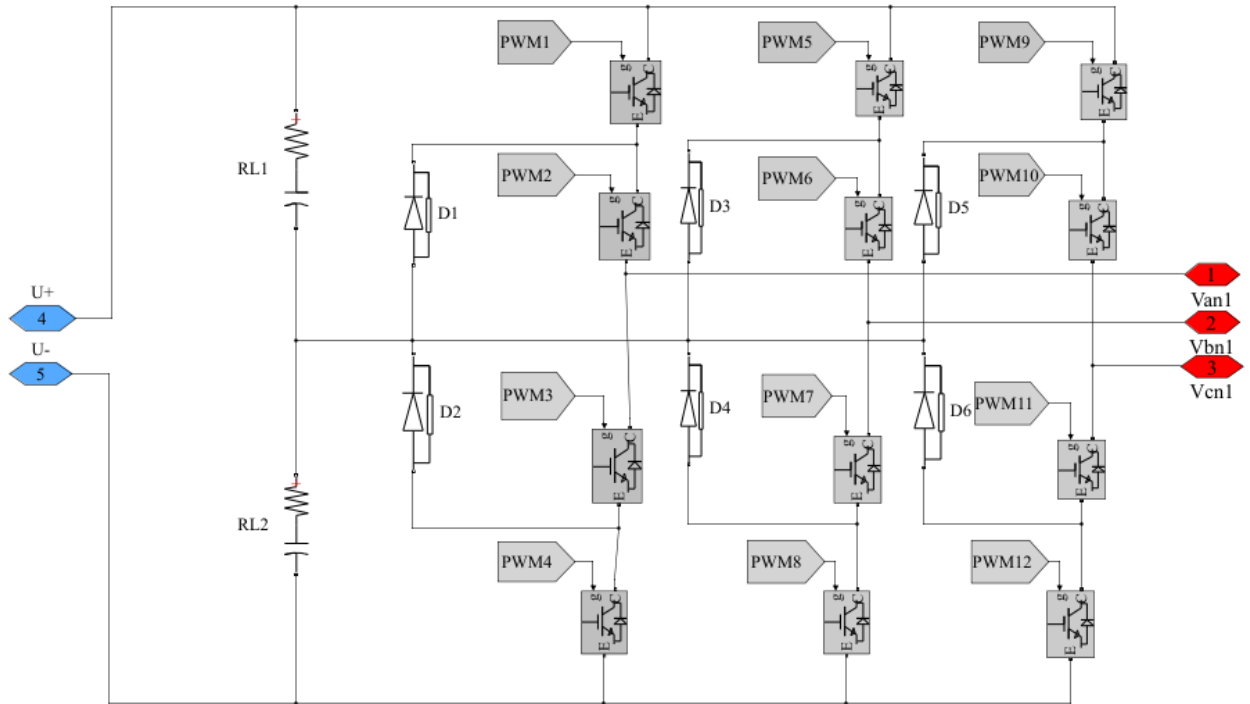 PWM1
PWM5
PWM9
g C E
g C E
g C E
RL1
PWM2
PWM6
PWM10
D1
D3
D5
g C E
g C E
g C E
U+
4
1
Van1
2
Vbn1
U-
5
3
Vcn1
PWM3
PWM7
PWM11
D2
D4
D6
g C E
g C E
g C E
RL2
PWM4
PWM8
PWM12
g C E
g C E
g C E